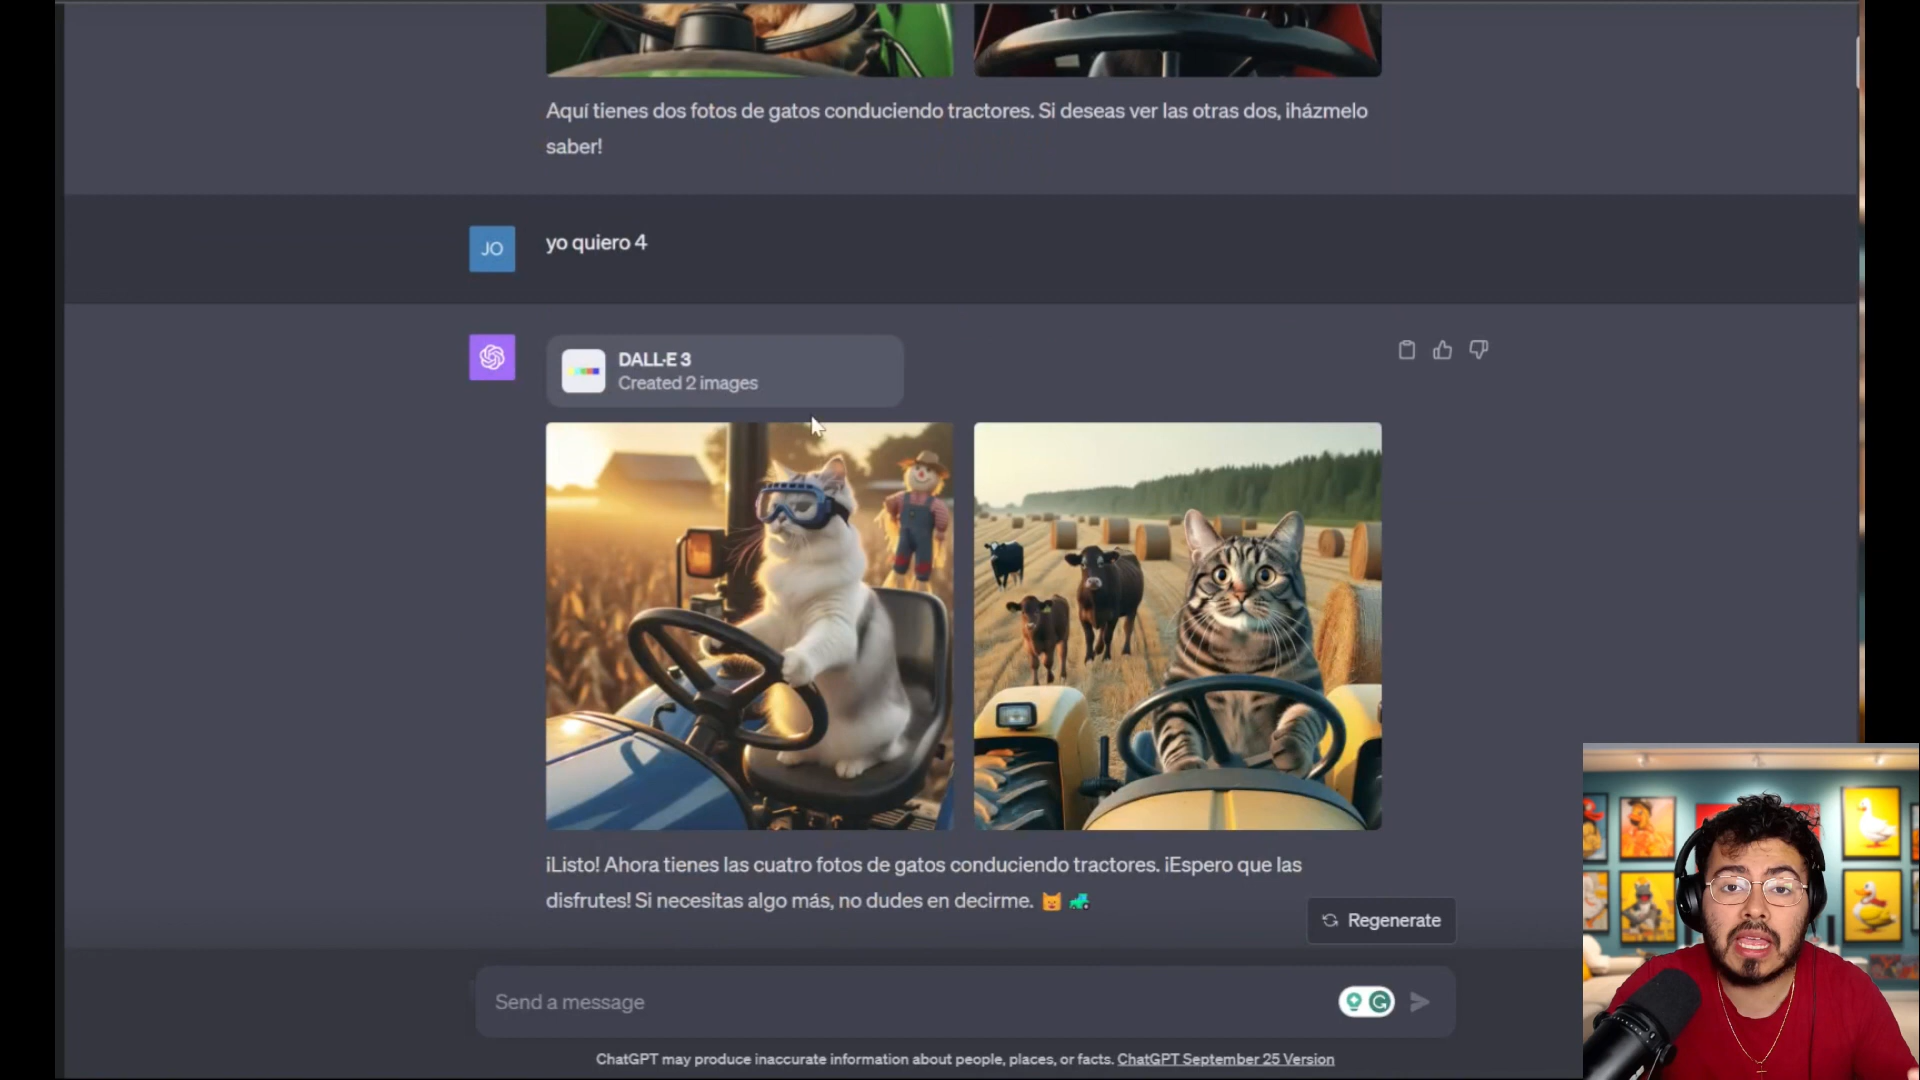 Aquí tienes dos fotos de gatos conduciendo tractores. Si deseas ver las otras dos, ¡házmelo
saber!
JO
yo quiero 4
DALL·E 3
Created 2 images
¡Listo! Ahora tienes las cuatro fotos de gatos conduciendo tractores. ¡Espero que las
disfrutes! Si necesitas algo más, no dudes en decirme. 🐱 🚜
Regenerate
Send a message
ChatGPT may produce inaccurate information about people, places, or facts. ChatGPT September 25 Version